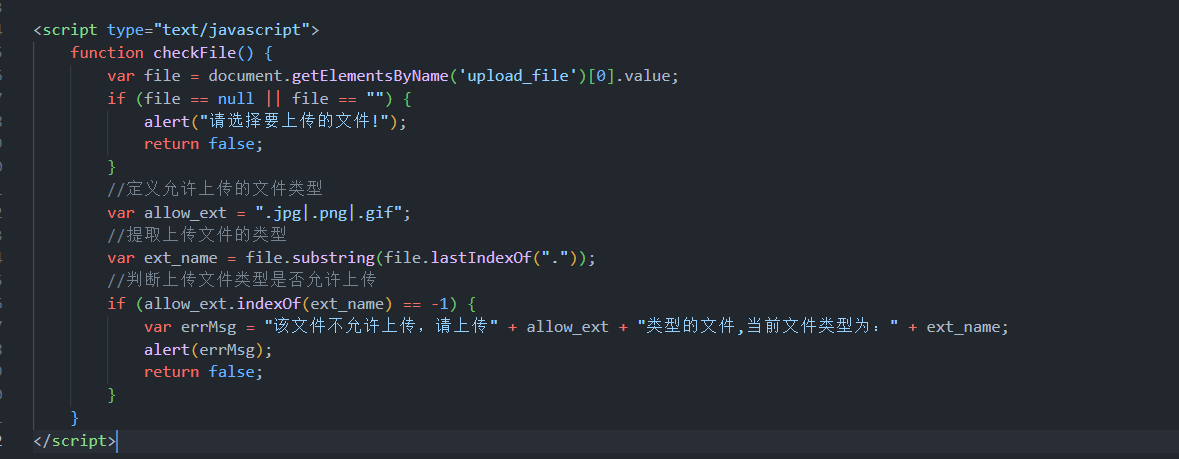 <script type="text/javascript">
function checkFile() {
var file = document.getElementsByName('upload_file')[0].value;
if (file == null || file == "") {
alert("请选择要上传的文件!");
return false;
}
//定义允许上传的文件类型
var allow_ext = ".jpg|.png|.gif";
//提取上传文件的类型
var ext_name = file.substring(file.lastIndexOf("."));
//判断上传文件类型是否允许上传
if (allow_ext.indexOf(ext_name) == -1) {
var errMsg = "该文件不允许上传，请上传" + allow_ext + "类型的文件,当前文件类型为：" + ext_name;
alert(errMsg);
return false;
}
}
</script>